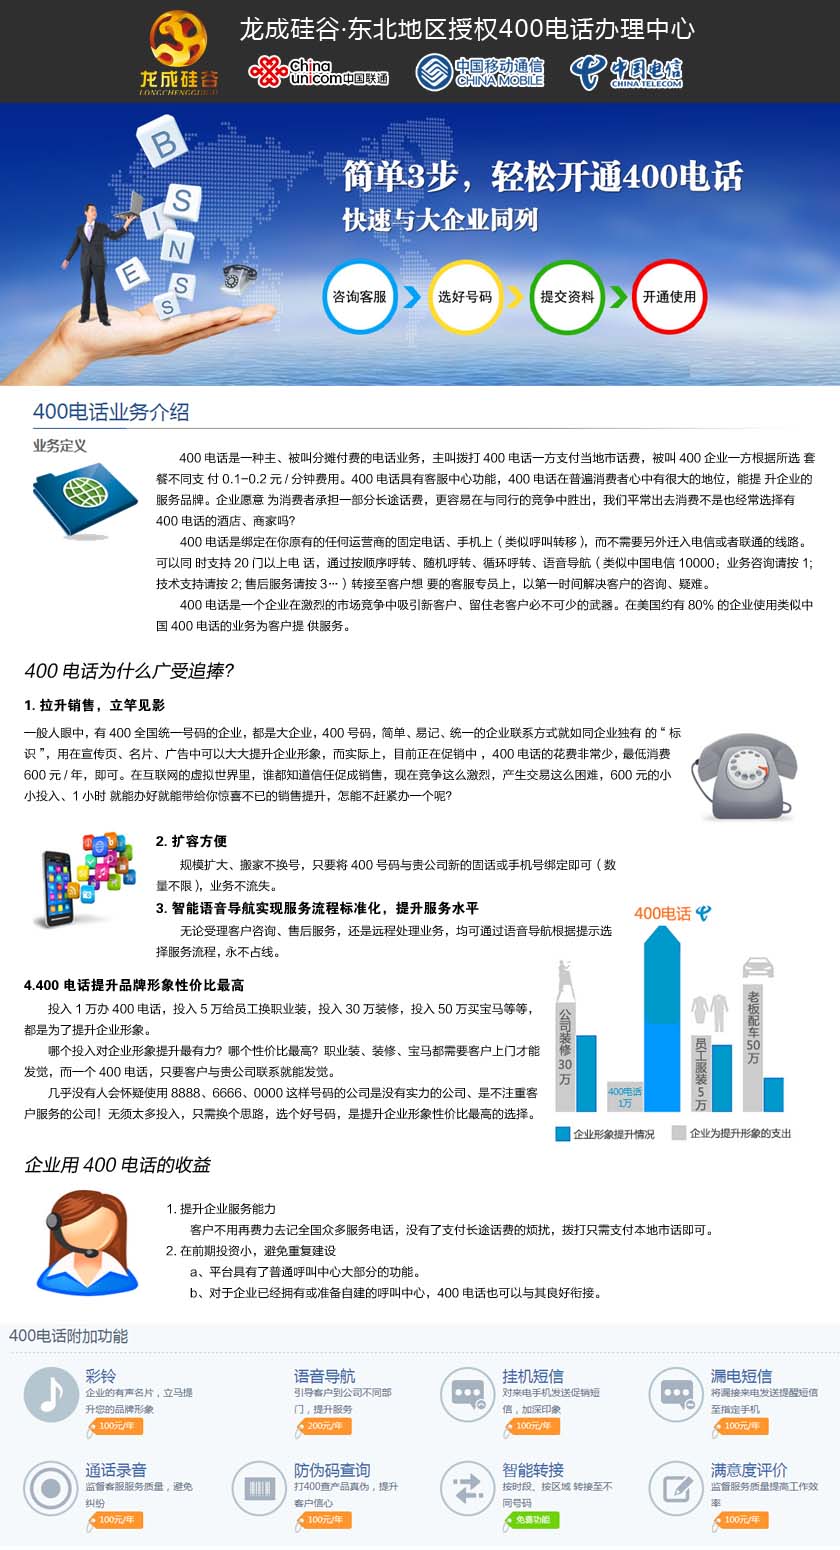 龙成硅谷·东北地区授权400电话办理中心
龙成硅谷
LONGCHENGGUIGU
China unicom中国联通
中国移动通信
CHINA MOBILE
中国电信
CHINA TELECOM
B
S
I
N
E
S
S
简单3步，轻松开通400电话
快速与大企业同列
咨询客服
选好号码
提交资料
开通使用
400电话业务介绍
业务定义
400 电话是一种主、被叫分摊付费的电话业务，主叫拨打 400 电话一方支付当地市话费，被叫 400 企业一方根据所选 套
餐不同支 付 0.1–0.2 元 / 分钟费用。400 电话具有客服中心功能，400 电话在普遍消费者心中有很大的地位，能提 升企业的
服务品牌。企业愿意 为消费者承担一部分长途话费，更容易在与同行的竞争中胜出，我们平常出去消费不是也经常选择有
400 电话的酒店、商家吗？
400 电话是绑定在你原有的任何运营商的固定电话、手机上（ 类似呼叫转移 ），而不需要另外迁入电信或者联通的线路。
可以同 时支持 20 门以上电 话，通过按顺序呼转、随机呼转、循环呼转、语音导航（ 类似中国电信 10000；业务咨询请按 1;
技术支持请按 2; 售后服务请按 3… ）转接至客户想 要的客服专员上，以第一时间解决客户的咨询、疑难。
400 电话是一个企业在激烈的市场竞争中吸引新客户、留住老客户必不可少的武器。在美国约有 80% 的企业使用类似中
国 400 电话的业务为客户提 供服务。
400 电话为什么广受追捧？
1. 拉升销售，立竿见影
一般人眼中，有 400 全国统一号码的企业，都是大企业，400 号码，简单、易记、统一的企业联系方式就如同企业独有 的 “ 标
识 ”，用在宣传页、名片、广告中可以大大提升企业形象，而实际上，目前正在促销中 ，400 电话的花费非常少，最低消费
600 元 / 年，即可。在互联网的虚拟世界里，谁都知道信任促成销售，现在竞争这么激烈，产生交易这么困难，600 元的小
小投入、1 小时 就能办好就能带给你惊喜不已的销售提升，怎能不赶紧办一个呢？
2. 扩容方便
规模扩大、搬家不换号，只要将 400 号码与贵公司新的固话或手机号绑定即可（ 数
量不限 ），业务不流失。
3. 智能语音导航实现服务流程标准化，提升服务水平
无论受理客户咨询、售后服务，还是远程处理业务，均可通过语音导航根据提示选
择服务流程，永不占线。
4.400 电话提升品牌形象性价比最高
投入 1 万办 400 电话，投入 5 万给员工换职业装，投入 30 万装修，投入 50 万买宝马等等，
都是为了提升企业形象。
哪个投入对企业形象提升最有力？哪个性价比最高？职业装、装修、宝马都需要客户上门才能
发觉，而一个 400 电话，只要客户与贵公司联系就能发觉。
几乎没有人会怀疑使用 8888、6666、0000 这样号码的公司是没有实力的公司、是不注重客
户服务的公司！无须太多投入，只需换个思路，选个好号码，是提升企业形象性价比最高的选择。
400电话
公司装修30万
400电话
1万
员工服装5万
老板配车50万
企业形象提升情况
企业为提升形象的支出
企业用 400 电话的收益
1. 提升企业服务能力
客户不用再费力去记全国众多服务电话，没有了支付长途话费的烦扰，拨打只需支付本地市话即可。
2. 在前期投资小，避免重复建设
a、平台具有了普通呼叫中心大部分的功能。
b、对于企业已经拥有或准备自建的呼叫中心，400 电话也可以与其良好衔接。
400电话附加功能
彩铃
企业的有声名片，立马提
升您的品牌形象
100元/年
语音导航
引导客户到公司不同部
门，提升服务
200元/年
挂机短信
对来电手机发送促销短
信，加深印象
100元/年
漏电短信
将漏接来电发送提醒短信
至指定手机
100元/年
通话录音
监督客服服务质量，避免
纠纷
100元/年
防伪码查询
打400查产品真伪，提升
客户信心
100元/年
智能转接
按时段、按区域 转接至不
同号码
免费功能
满意度评价
监督服务质量提高工作效
率
100元/年